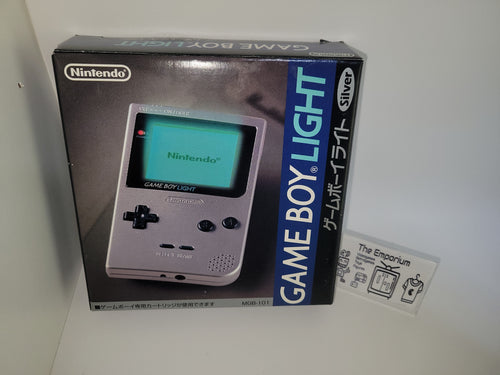 GAME BOY LIGHT
Nintendo®
Nintendo®
GAME BOY LIGHT
GAME BOY® LIGHT
ゲームボーイライト
Silver
■ゲームボーイ専用カートリッジが使用できます
MGB-101
The Emporium